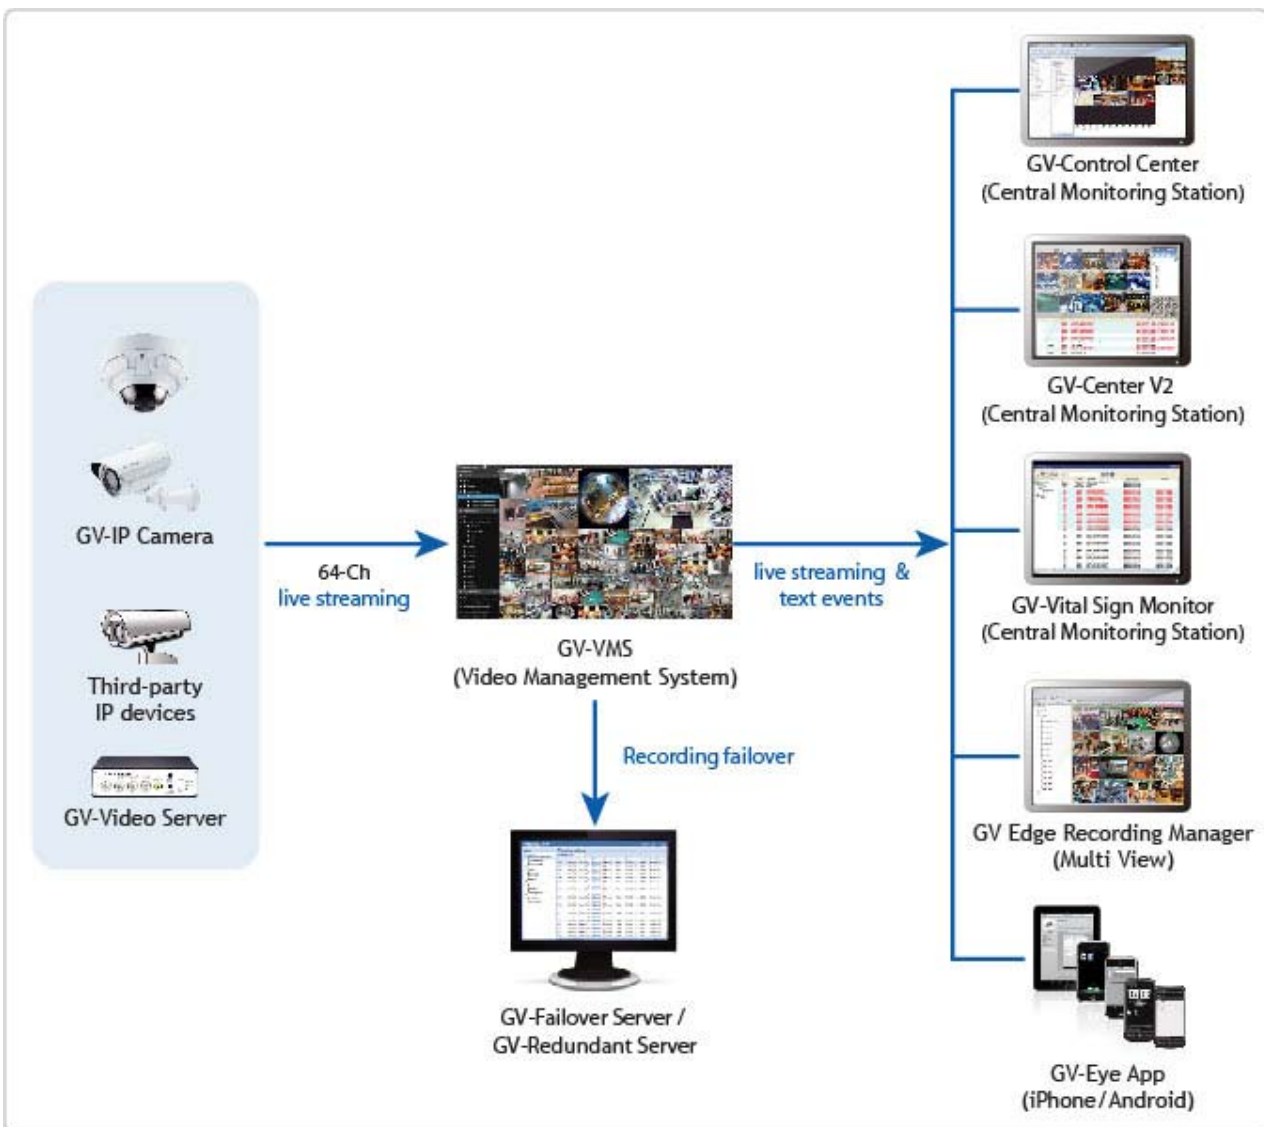 GV-Control Center
(Central Monitoring Station)
GV-Center V2
(Central Monitoring Station)
GV-IP Camera
64-Ch
live streaming
live streaming &
text events
GV-Vital Sign Monitor
(Central Monitoring Station)
GV-VMS
(Video Management System)
Third-party
IP devices
Recording failover
GV-Video Server
GV Edge Recording Manager
(Multi View)
GV-Failover Server /
GV-Redundant Server
GV-Eye App
(iPhone/Android)